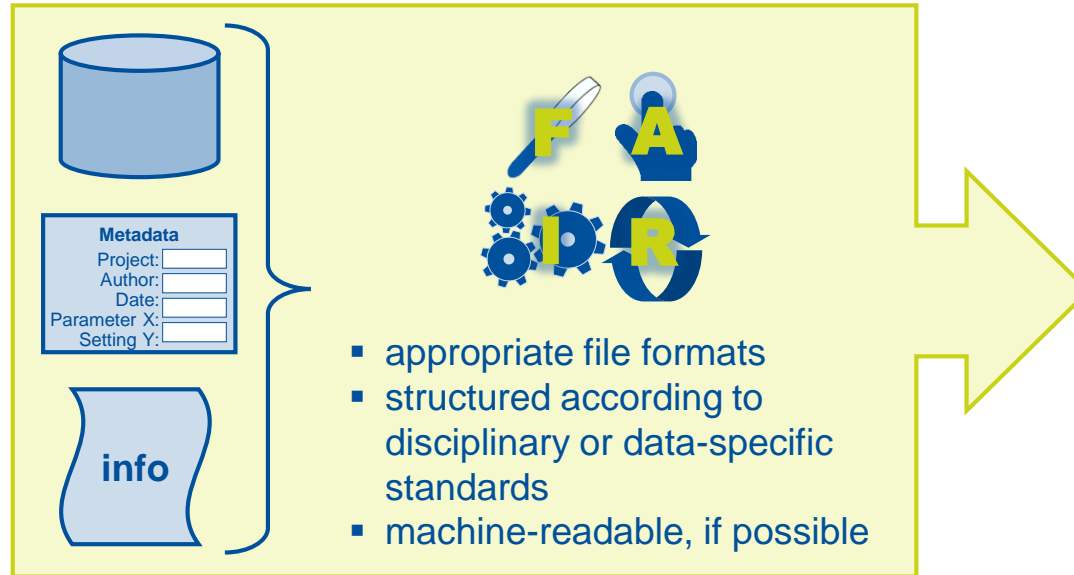 Metadata
Project:
Author:
Date:
Parameter X:
Setting Y:
info
F A
I R
▪ appropriate file formats
▪ structured according to
disciplinary or data-specific
standards
▪ machine-readable, if possible